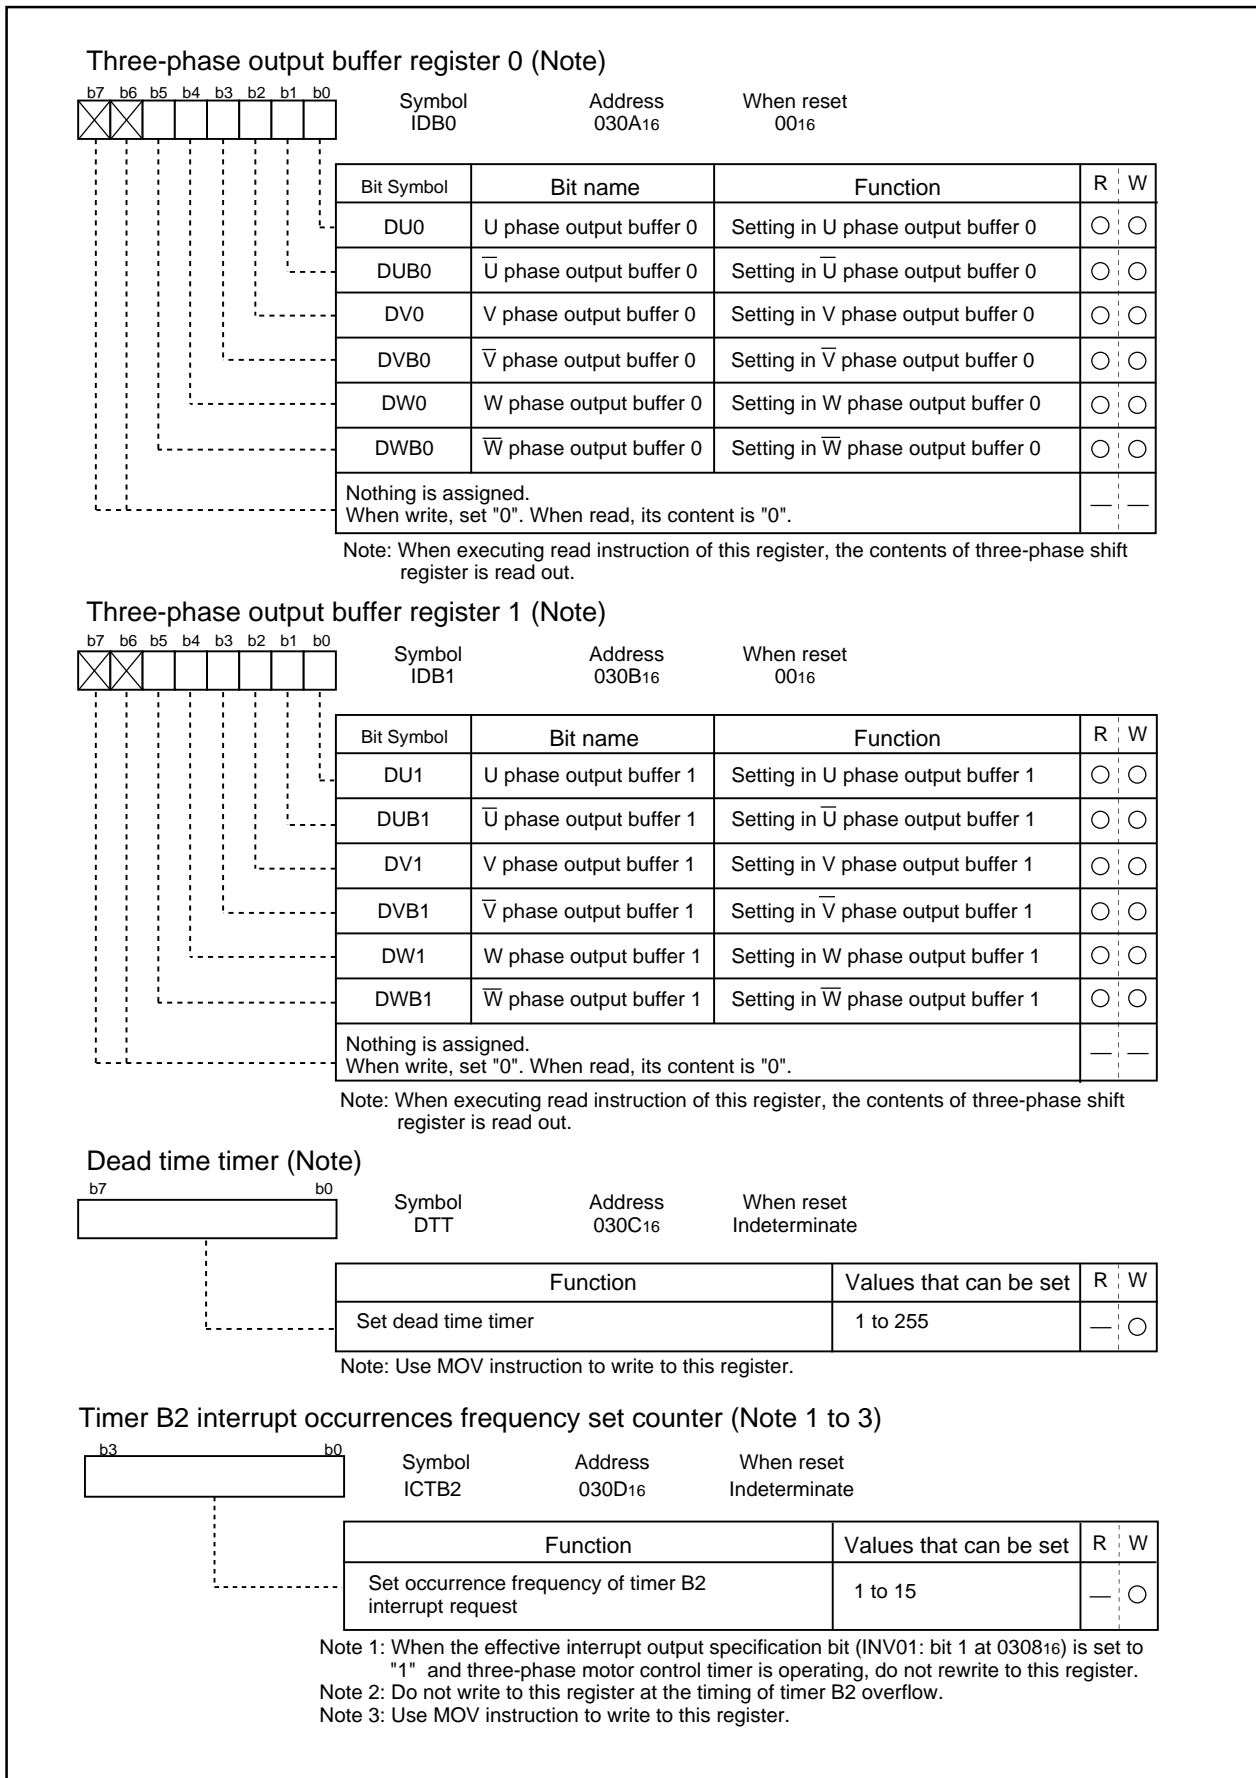 Three-phase output buffer register 0 (Note)
b7 b6 b5 b4 b3 b2 b1 b0
Symbol Address When reset
IDB0 030A16 0016
Bit Symbol Bit name Function R W
DU0 U phase output buffer 0 Setting in U phase output buffer 0
DUB0 U̅ phase output buffer 0 Setting in U̅ phase output buffer 0
DV0 V phase output buffer 0 Setting in V phase output buffer 0
DVB0 V̅ phase output buffer 0 Setting in V̅ phase output buffer 0
DW0 W phase output buffer 0 Setting in W phase output buffer 0
DWB0 W̅ phase output buffer 0 Setting in W̅ phase output buffer 0
Nothing is assigned.
When write, set "0". When read, its content is "0". — —
Note: When executing read instruction of this register, the contents of three-phase shift
register is read out.
Three-phase output buffer register 1 (Note)
b7 b6 b5 b4 b3 b2 b1 b0
Symbol Address When reset
IDB1 030B16 0016
Bit Symbol Bit name Function R W
DU1 U phase output buffer 1 Setting in U phase output buffer 1
DUB1 U̅ phase output buffer 1 Setting in U̅ phase output buffer 1
DV1 V phase output buffer 1 Setting in V phase output buffer 1
DVB1 V̅ phase output buffer 1 Setting in V̅ phase output buffer 1
DW1 W phase output buffer 1 Setting in W phase output buffer 1
DWB1 W̅ phase output buffer 1 Setting in W̅ phase output buffer 1
Nothing is assigned.
When write, set "0". When read, its content is "0". — —
Note: When executing read instruction of this register, the contents of three-phase shift
register is read out.
Dead time timer (Note)
b7 b0
Symbol Address When reset
DTT 030C16 Indeterminate
Function Values that can be set R W
Set dead time timer 1 to 255 —
Note: Use MOV instruction to write to this register.
Timer B2 interrupt occurrences frequency set counter (Note 1 to 3)
b3 b0
Symbol Address When reset
ICTB2 030D16 Indeterminate
Function Values that can be set R W
Set occurrence frequency of timer B2
interrupt request 1 to 15 —
Note 1: When the effective interrupt output specification bit (INV01: bit 1 at 030816) is set to
"1" and three-phase motor control timer is operating, do not rewrite to this register.
Note 2: Do not write to this register at the timing of timer B2 overflow.
Note 3: Use MOV instruction to write to this register.